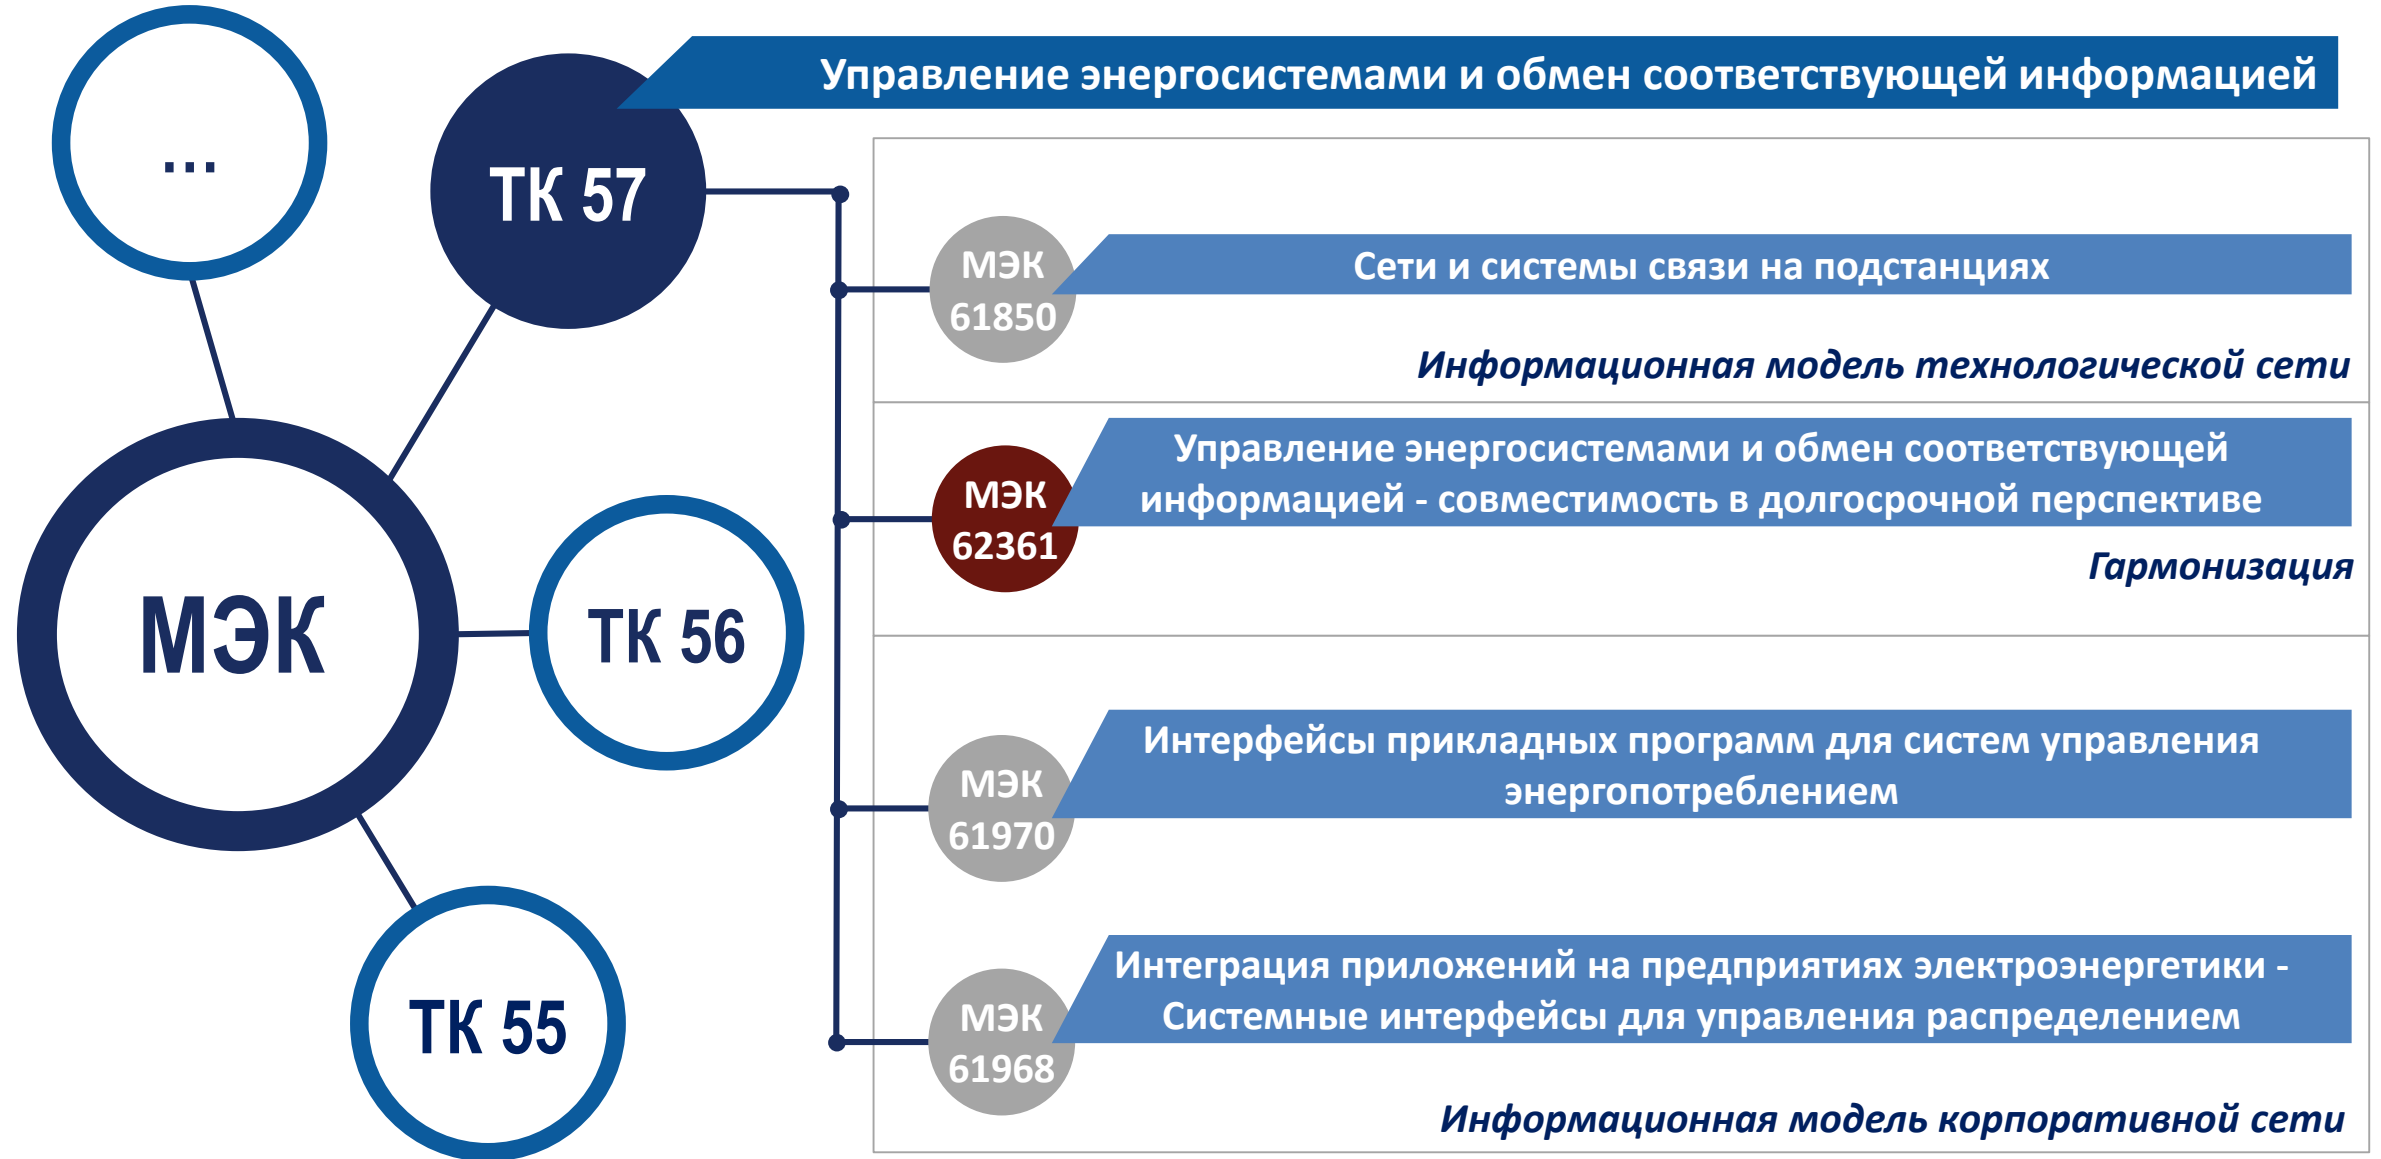 Управление энергосистемами и обмен соответствующей информацией
...
ТК 57
МЭК
61850
Сети и системы связи на подстанциях
Информационная модель технологической сети
МЭК
62361
Управление энергосистемами и обмен соответствующей
информацией - совместимость в долгосрочной перспективе
Гармонизация
МЭК
ТК 56
МЭК
61970
Интерфейсы прикладных программ для систем управления
энергопотреблением
ТК 55
МЭК
61968
Интеграция приложений на предприятиях электроэнергетики -
Системные интерфейсы для управления распределением
Информационная модель корпоративной сети